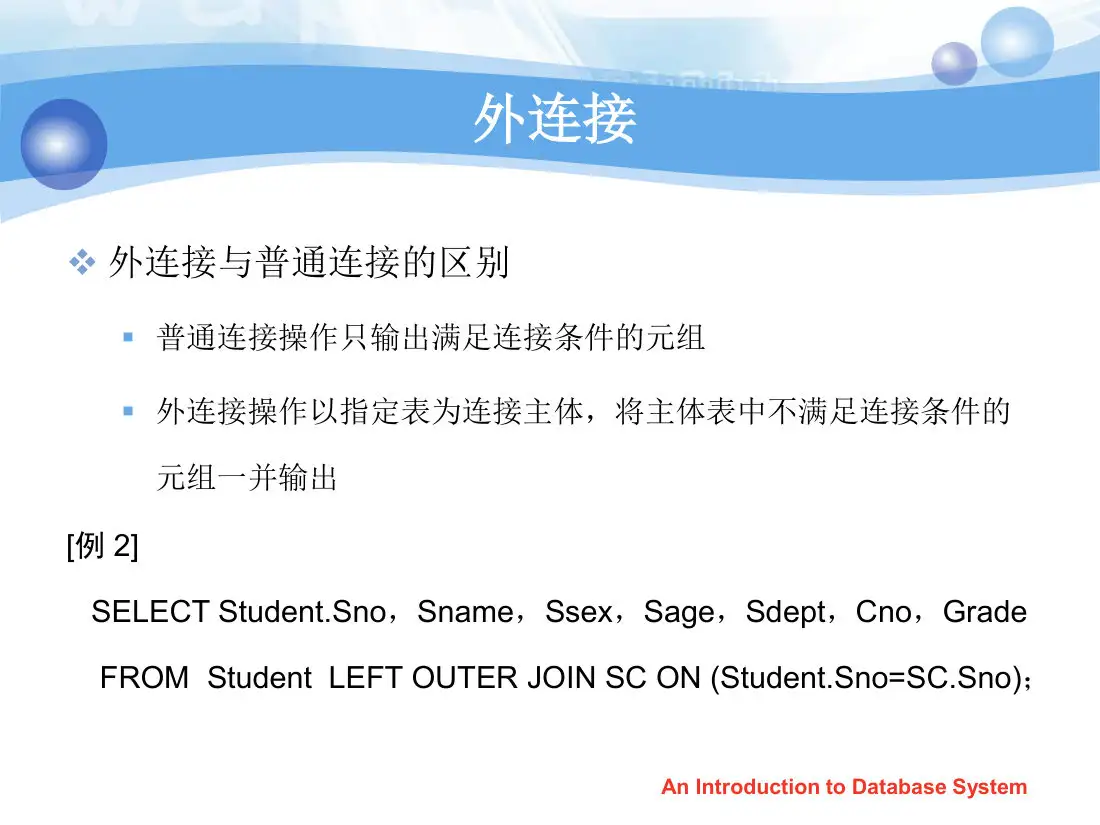 外连接
外连接与普通连接的区别
普通连接操作只输出满足连接条件的元组
外连接操作以指定表为连接主体，将主体表中不满足连接条件的
元组一并输出
[例 2]
SELECT Student.Sno，Sname，Ssex，Sage，Sdept，Cno，Grade
FROM Student LEFT OUTER JOIN SC ON (Student.Sno=SC.Sno)；
An Introduction to Database System